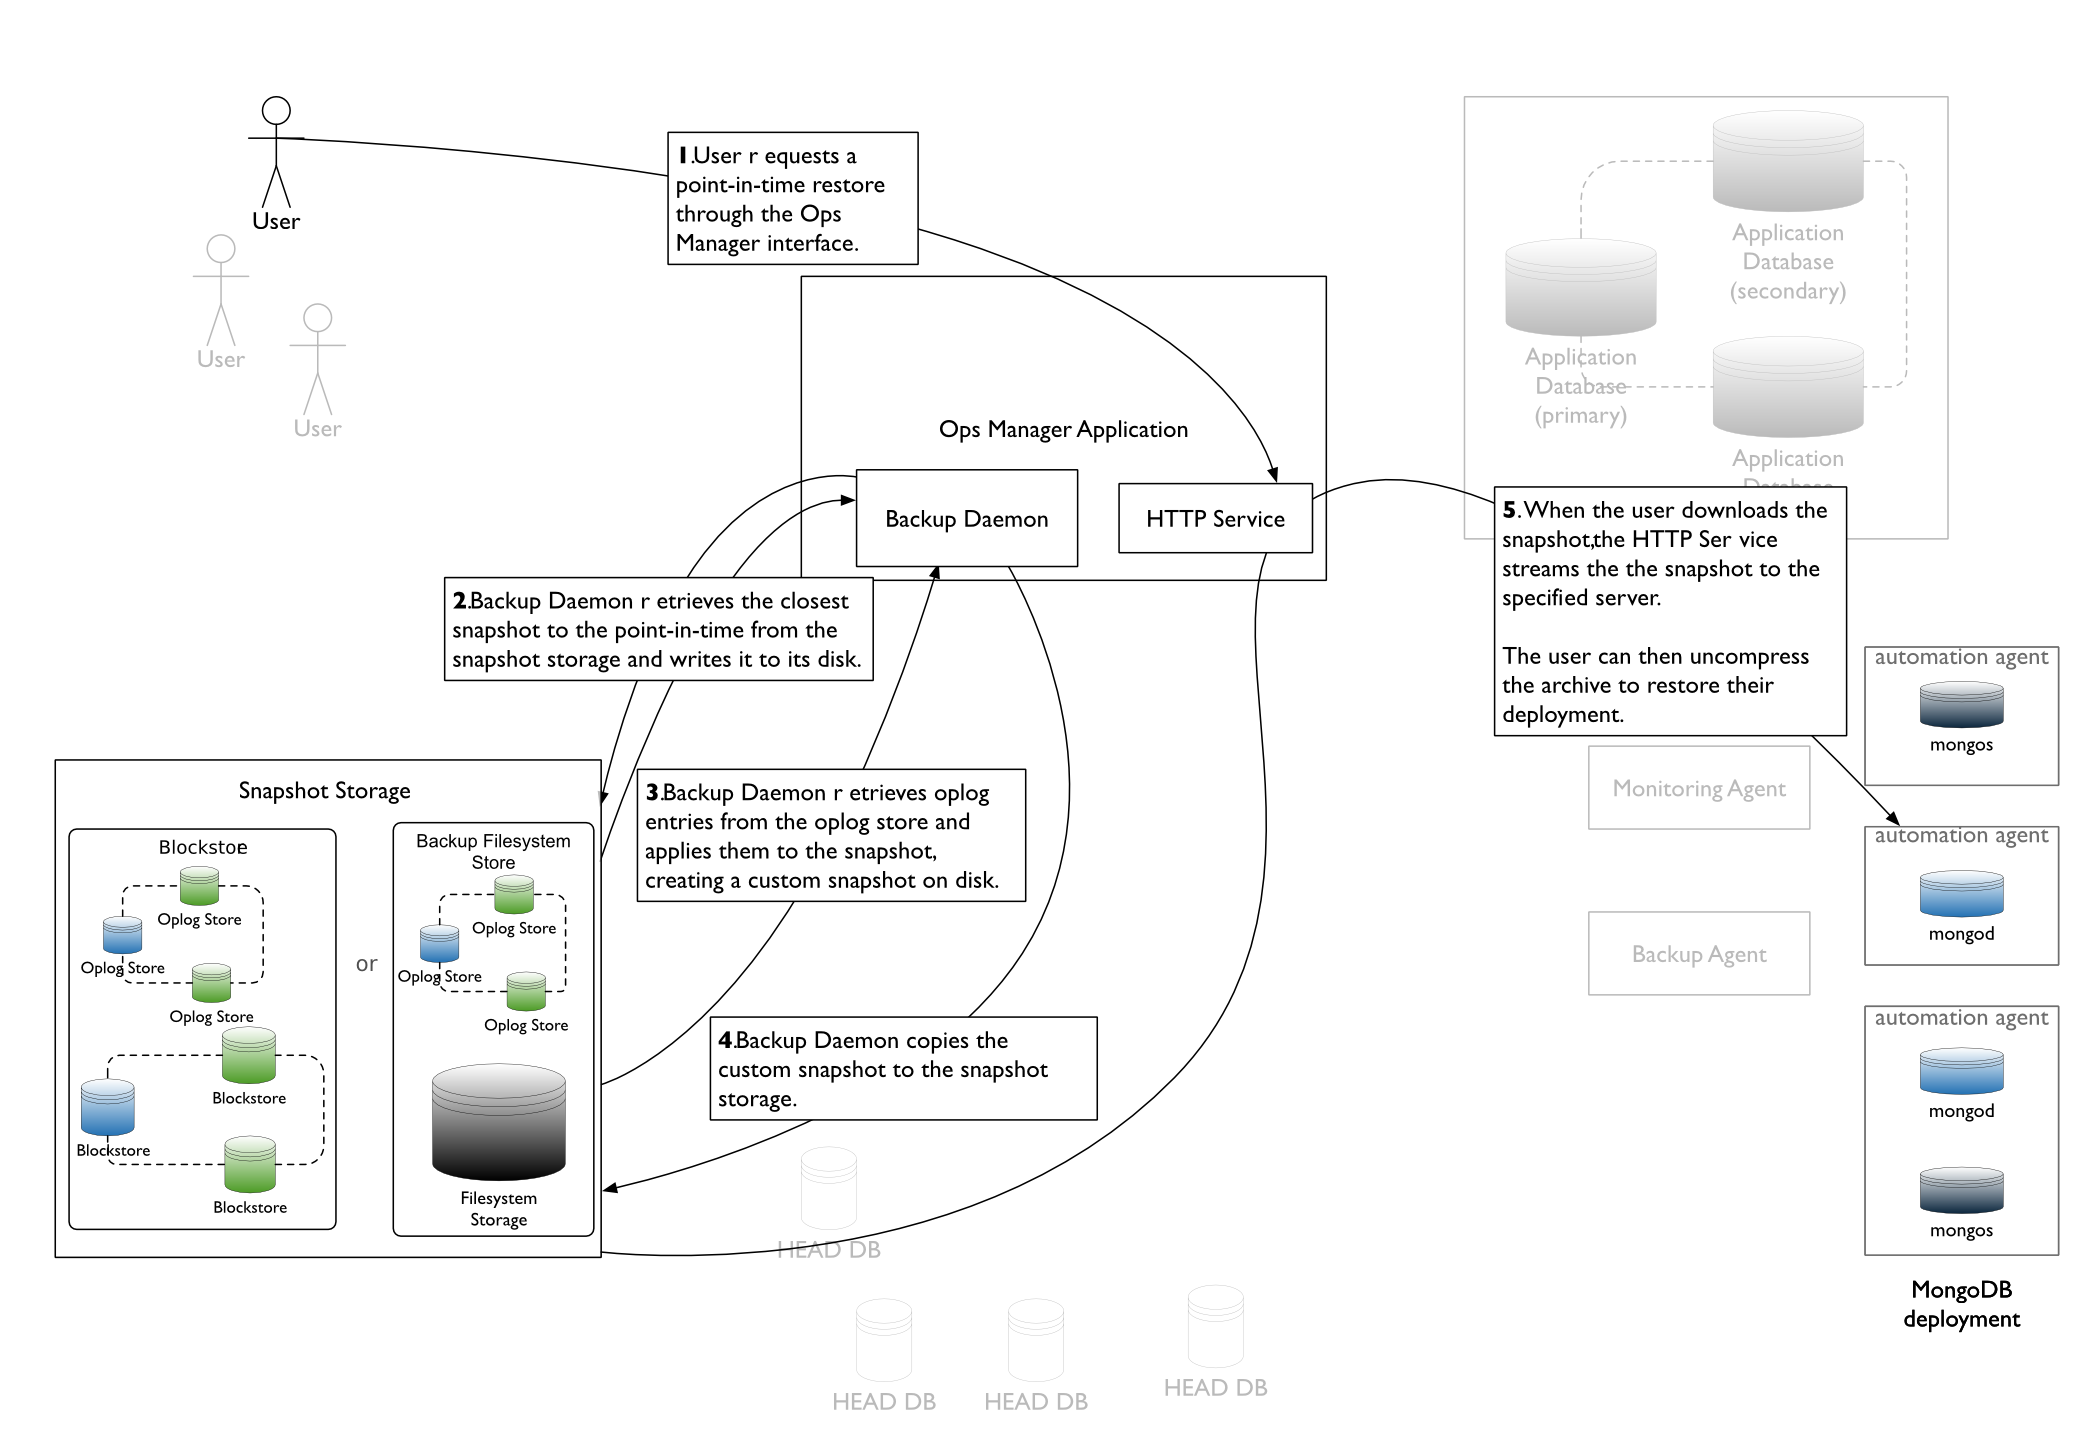 User
User
User
1.User r equests a
point-in-time restore
through the Ops
Manager interface.
Ops Manager Application
Backup Daemon
HTTP Service
Application
Database
(secondary)
Application
Database
(primary)
Application
Database
2.Backup Daemon r etrieves the closest
snapshot to the point-in-time from the
snapshot storage and writes it to its disk.
5. When the user downloads the
snapshot,the HTTP Ser vice
streams the the snapshot to the
specified server.
The user can then uncompress
the archive to restore their
deployment.
3.Backup Daemon r etrieves oplog
entries from the oplog store and
applies them to the snapshot,
creating a custom snapshot on disk.
4.Backup Daemon copies the
custom snapshot to the snapshot
storage.
Snapshot Storage
Blockstore
Oplog Store
Oplog Store
Oplog Store
Blockstore
Blockstore
Blockstore
or
Backup Filesystem
Store
Oplog Store
Oplog Store
Oplog Store
Filesystem
Storage
HEAD DB
HEAD DB
HEAD DB
HEAD DB
Monitoring Agent
Backup Agent
automation agent
mongos
automation agent
mongod
automation agent
mongod
mongos
MongoDB
deployment